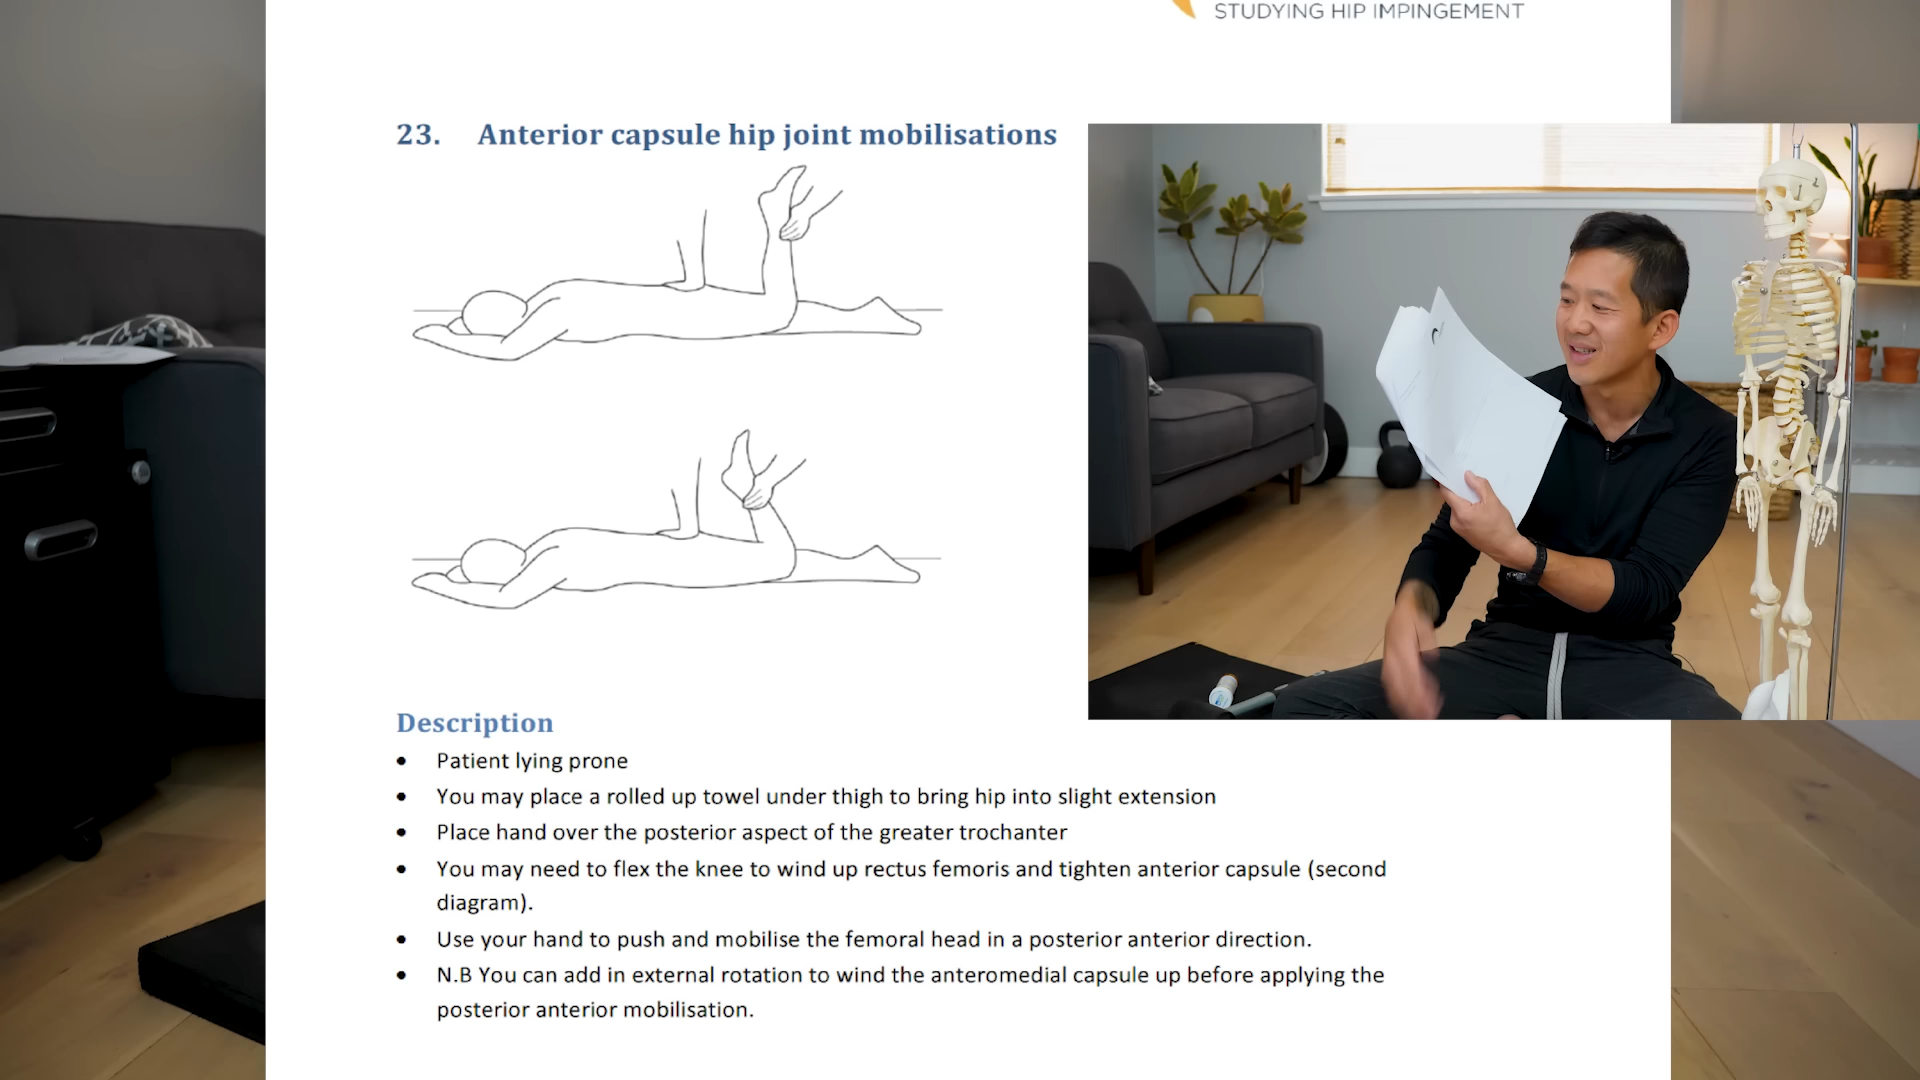 STUDYING HIP IMPINGEMENT
23. Anterior capsule hip joint mobilisations
Description
• Patient lying prone
• You may place a rolled up towel under thigh to bring hip into slight extension
• Place hand over the posterior aspect of the greater trochanter
• You may need to flex the knee to wind up rectus femoris and tighten anterior capsule (second
diagram).
• Use your hand to push and mobilise the femoral head in a posterior anterior direction.
• N.B You can add in external rotation to wind the anteromedial capsule up before applying the
posterior anterior mobilisation.